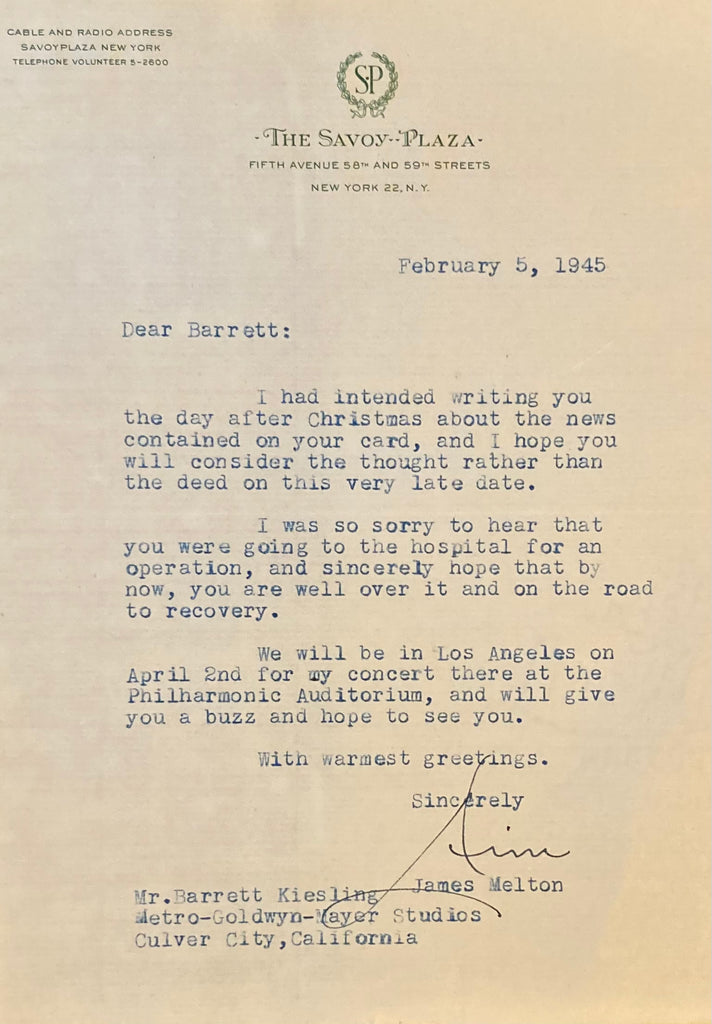 CABLE AND RADIO ADDRESS
SAVOYPLAZA NEW YORK
TELEPHONE VOLUNTEER 5-2600
S·P
·THE SAVOY-PLAZA·
FIFTH AVENUE 58TH AND 59TH STREETS
NEW YORK 22, N.Y.
February 5, 1945
Dear Barrett:
I had intended writing you
the day after Christmas about the news
contained on your card, and I hope you
will consider the thought rather than
the deed on this very late date.
I was so sorry to hear that
you were going to the hospital for an
operation, and sincerely hope that by
now, you are well over it and on the road
to recovery.
We will be in Los Angeles on
April 2nd for my concert there at the
Philharmonic Auditorium, and will give
you a buzz and hope to see you.
With warmest greetings.
Sincerely
Jim
James Melton
Mr.Barrett Kiesling
Metro-Goldwyn-Mayer Studios
Culver City,California